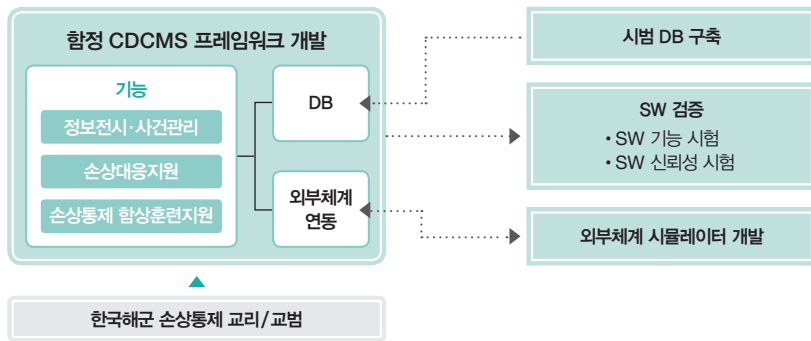 함정 CDCMS 프레임워크 개발
기능
정보전시·사건관리
손상대응지원
손상통제 함상훈련지원
DB
외부체계
연동
시범 DB 구축
SW 검증
• SW 기능 시험
• SW 신뢰성 시험
외부체계 시뮬레이터 개발
한국해군 손상통제 교리/교범